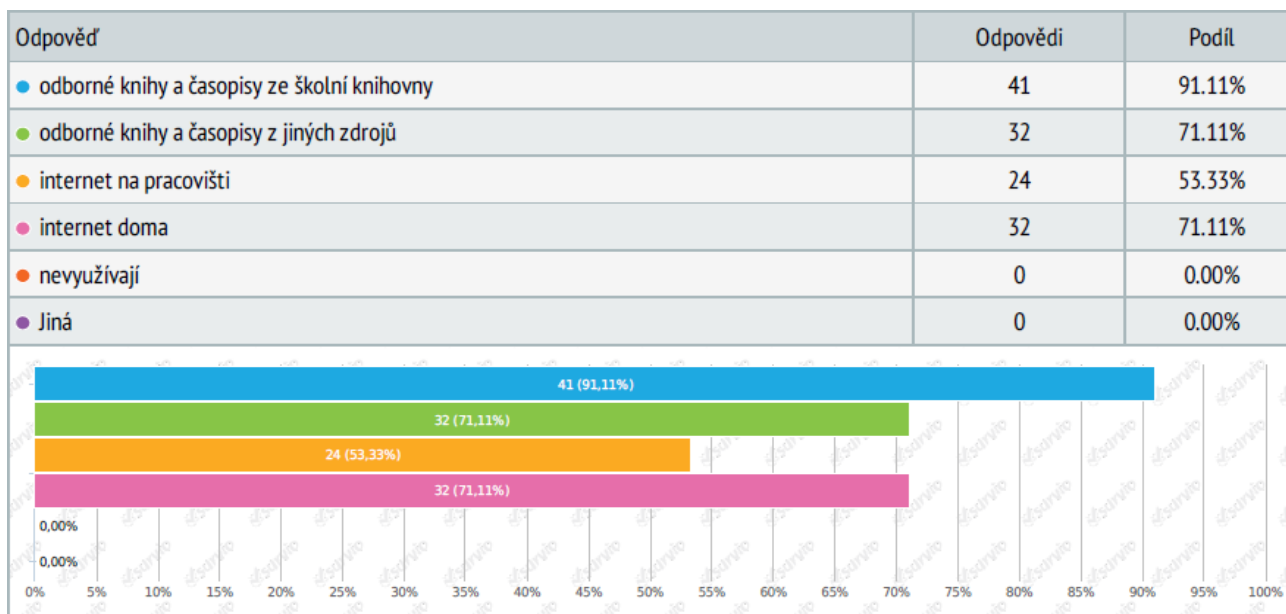 Odpověď Odpovědi Podíl
odborné knihy a časopisy ze školní knihovny 41 91.11%
odborné knihy a časopisy z jiných zdrojů 32 71.11%
internet na pracovišti 24 53.33%
internet doma 32 71.11%
nevyužívají 0 0.00%
Jiná 0 0.00%
41 (91,11%)
32 (71,11%)
24 (53,33%)
32 (71,11%)
0,00%
0,00%
0% 5% 10% 15% 20% 25% 30% 35% 40% 45% 50% 55% 60% 65% 70% 75% 80% 85% 90% 95% 100%